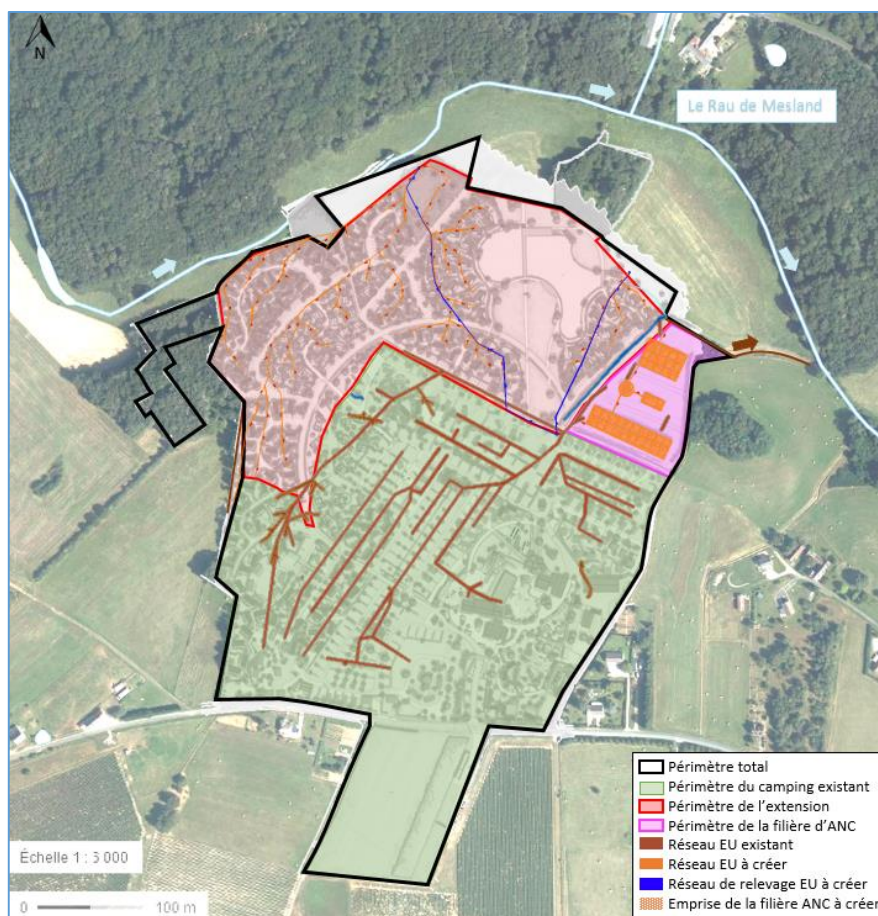 N
Le Rau de Mesland
Périmètre total
Périmètre du camping existant
Périmètre de l'extension
Périmètre de la filière d'ANC
Réseau EU existant
Réseau EU à créer
Réseau de relevage EU à créer
Emprise de la filière ANC à créer
Échelle 1 : 3 000
0 100 m